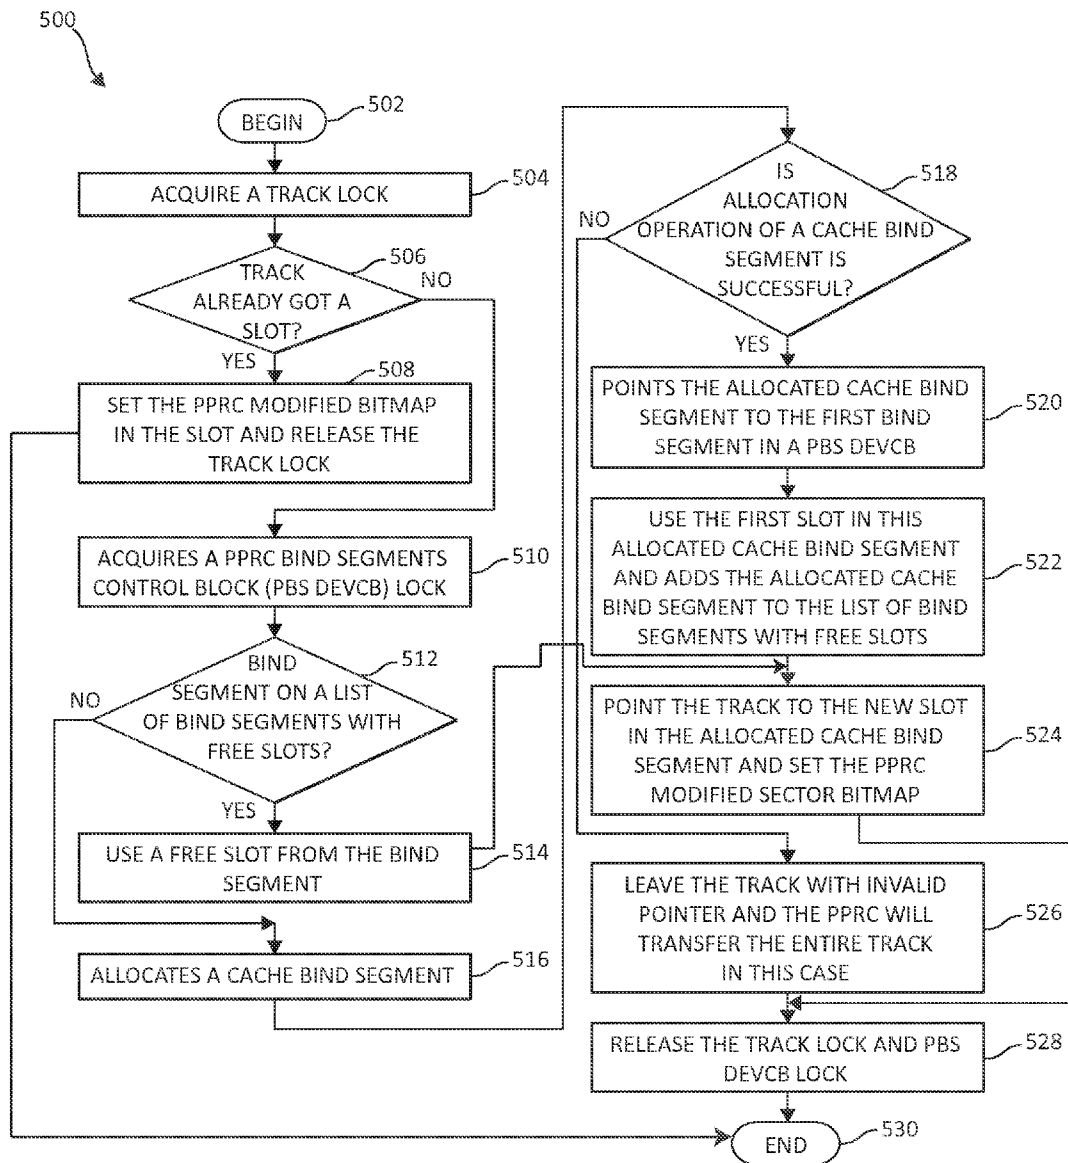 500
BEGIN
502
ACQUIRE A TRACK LOCK
504
TRACK
ALREADY GOT A
SLOT?
506
NO
YES
508
SET THE PPRC MODIFIED BITMAP
IN THE SLOT AND RELEASE THE
TRACK LOCK
ACQUIRES A PPRC BIND SEGMENTS
CONTROL BLOCK (PBS DEVCB) LOCK
510
BIND
SEGMENT ON A LIST
OF BIND SEGMENTS WITH
FREE SLOTS?
512
NO
YES
USE A FREE SLOT FROM THE BIND
SEGMENT
514
ALLOCATES A CACHE BIND SEGMENT
516
IS
ALLOCATION
OPERATION OF A CACHE BIND
SEGMENT IS
SUCCESSFUL?
518
NO
YES
POINTS THE ALLOCATED CACHE BIND
SEGMENT TO THE FIRST BIND
SEGMENT IN A PBS DEVCB
520
USE THE FIRST SLOT IN THIS
ALLOCATED CACHE BIND SEGMENT
AND ADDS THE ALLOCATED CACHE
BIND SEGMENT TO THE LIST OF BIND
SEGMENTS WITH FREE SLOTS
522
POINT THE TRACK TO THE NEW SLOT
IN THE ALLOCATED CACHE BIND
SEGMENT AND SET THE PPRC
MODIFIED SECTOR BITMAP
524
LEAVE THE TRACK WITH INVALID
POINTER AND THE PPRC WILL
TRANSFER THE ENTIRE TRACK
IN THIS CASE
526
RELEASE THE TRACK LOCK AND PBS
DEVCB LOCK
528
END
530